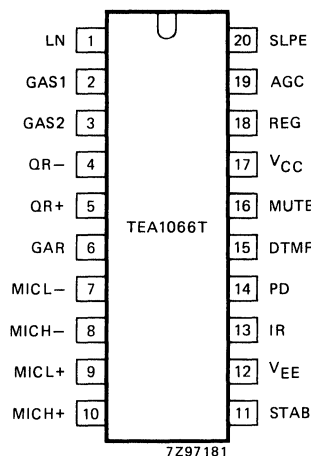 LN 1 20 SLPE
GAS1 2 19 AGC
GAS2 3 18 REG
QR− 4 17 VCC
QR+ 5 16 MUTE
TEA1066T
GAR 6 15 DTMF
MICL− 7 14 PD
MICH− 8 13 IR
MICL+ 9 12 VEE
MICH+ 10 11 STAB
7Z97181